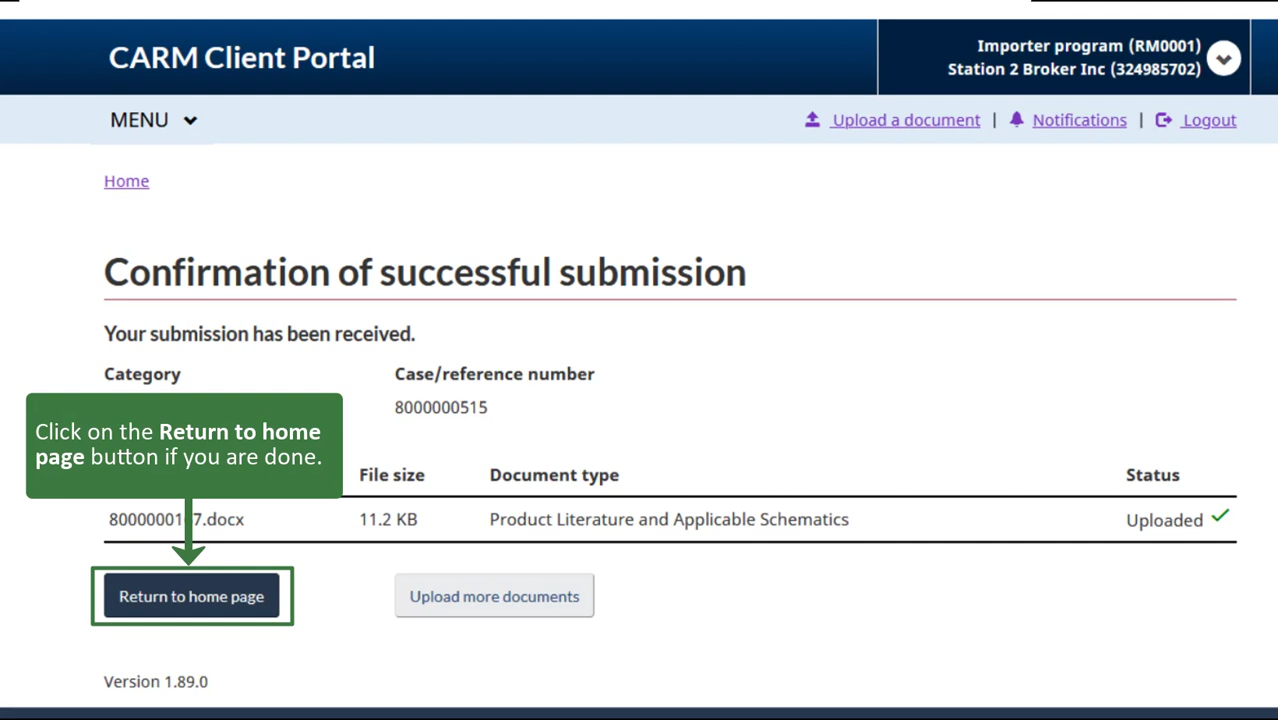 CARM Client Portal
Importer program (RM0001)
Station 2 Broker Inc (324985702)
MENU
Upload a document | Notifications | Logout
Home
Confirmation of successful submission
Your submission has been received.
Category Case/reference number
8000000515
Click on the Return to home
page button if you are done.
File size Document type Status
11.2 KB Product Literature and Applicable Schematics Uploaded
Return to home page Upload more documents
Version 1.89.0